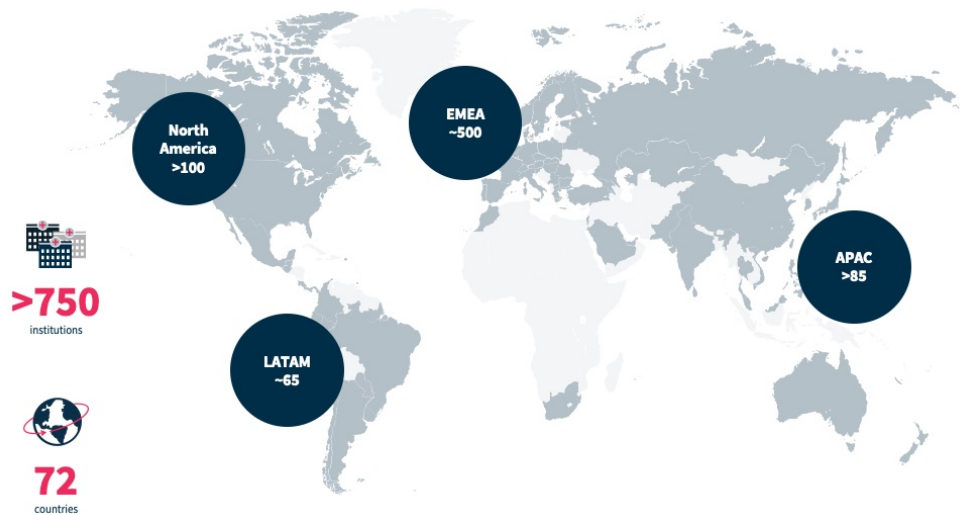 North
America
>100
EMEA
~500
APAC
>85
LATAM
~65
>750
institutions
72
countries